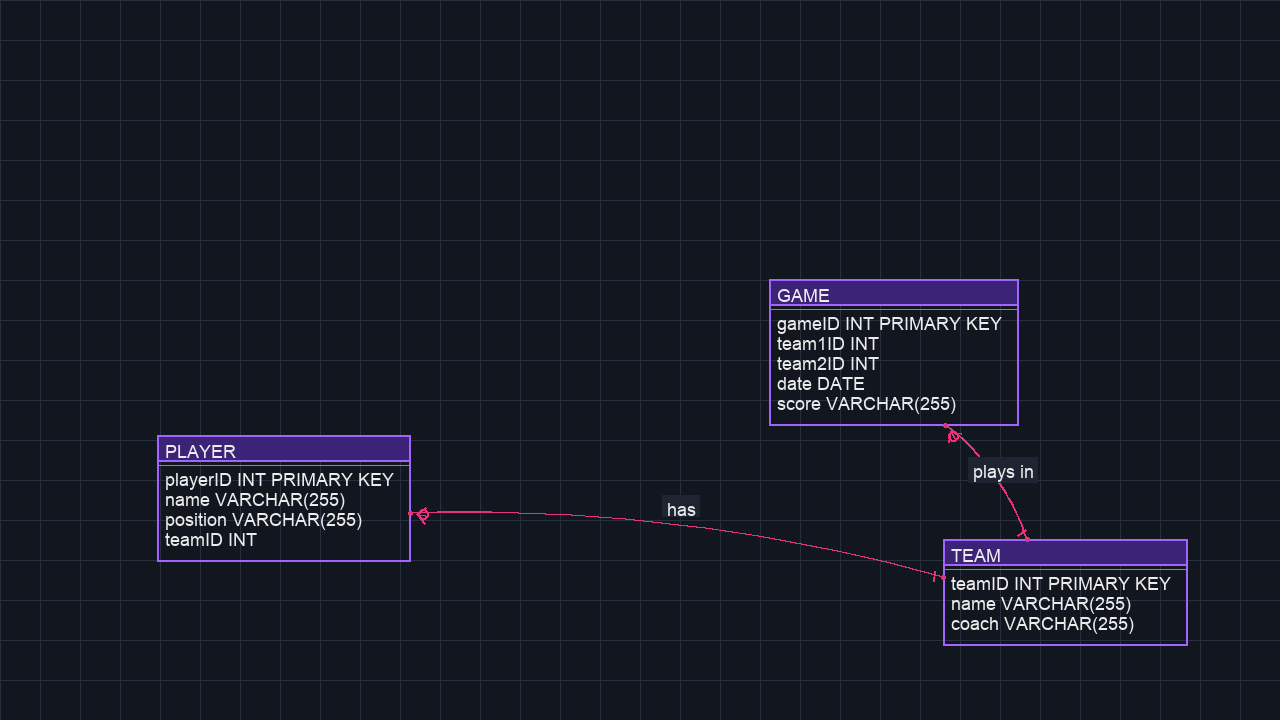 GAME
gameID INT PRIMARY KEY
team1ID INT
team2ID INT
date DATE
score VARCHAR(255)
PLAYER
playerID INT PRIMARY KEY
name VARCHAR(255)
position VARCHAR(255)
teamID INT
has
plays in
TEAM
teamID INT PRIMARY KEY
name VARCHAR(255)
coach VARCHAR(255)